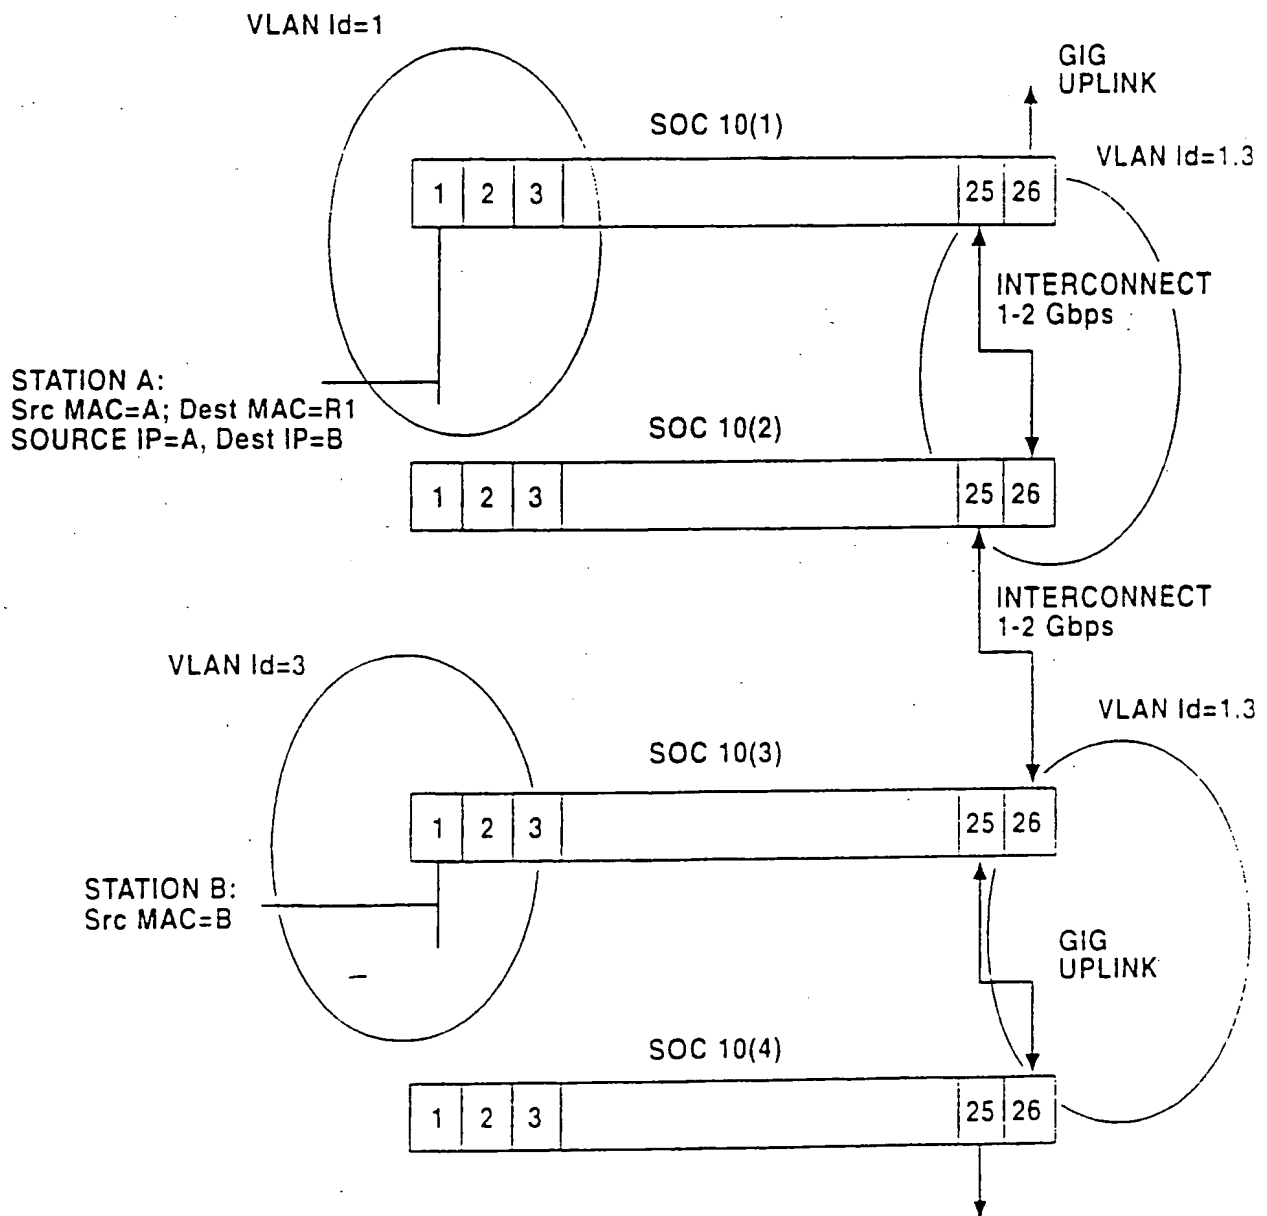 VLAN Id=1
GIG
UPLINK
SOC 10(1)
VLAN Id=1.3
1 2 3 25 26
INTERCONNECT
1-2 Gbps
STATION A:
Src MAC=A; Dest MAC=R1
SOURCE IP=A, Dest IP=B
SOC 10(2)
1 2 3 25 26
INTERCONNECT
1-2 Gbps
VLAN Id=3
VLAN Id=1.3
SOC 10(3)
1 2 3 25 26
STATION B:
Src MAC=B
GIG
UPLINK
SOC 10(4)
1 2 3 25 26